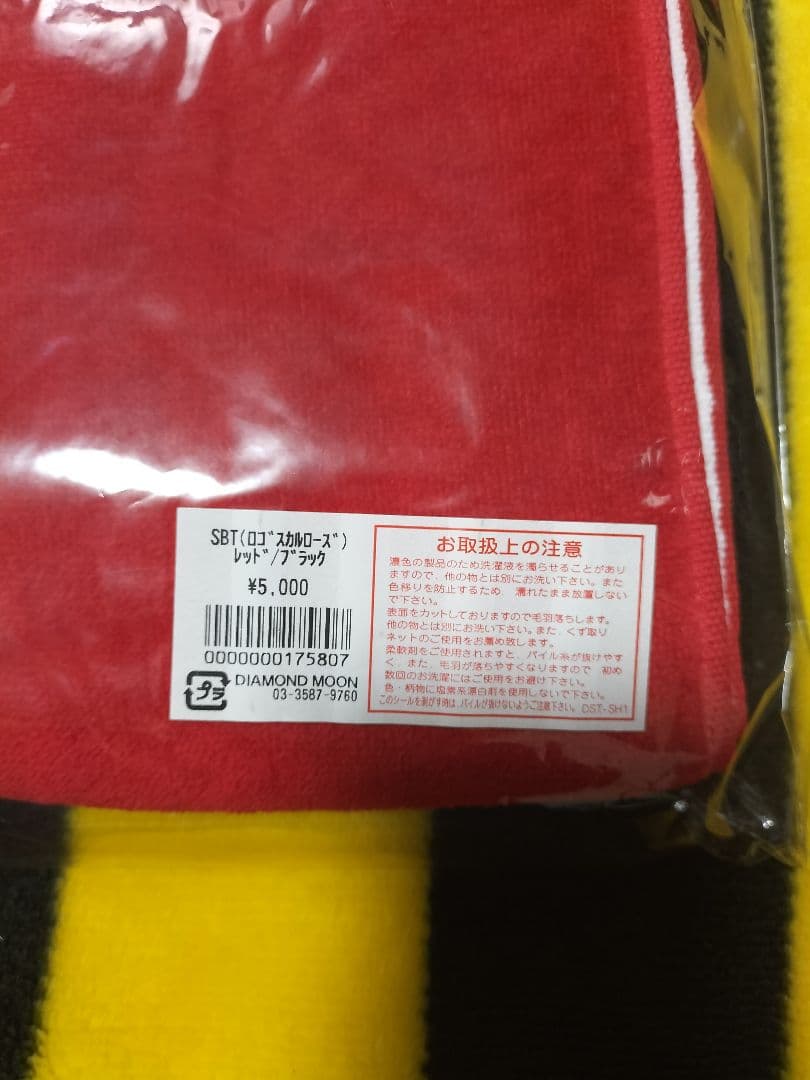 SBT(ﾛｺﾞｽｶﾙﾛｰｽﾞ)
ﾚｯﾄﾞ/ﾌﾞﾗｯｸ
¥5,000
0000000175807
プラ
DIAMOND MOON
03-3587-9760
お取扱上の注意
濃色の製品のため洗濯液を濁らせることがあり
ますので、他の物とは別にお洗い下さい。また
色移りを防止するため 濡れたまま放置しない
で下さい。
表面をカットしておりますので毛羽落ちします。
他の物とは別にお洗い下さい。また、くず取り
ネットのご使用をお薦め致します。
柔軟剤をご使用されますと、パイル糸が抜けやす
く、また、毛羽が落ちやすくなりますので 初め
数回のお洗濯にはご使用をお避け下さい。
色・柄物に塩素系漂白剤を使用しないで下さい。
このシールを剥がす時は、パイルが抜けないようご注意下さい。 DST-SH1